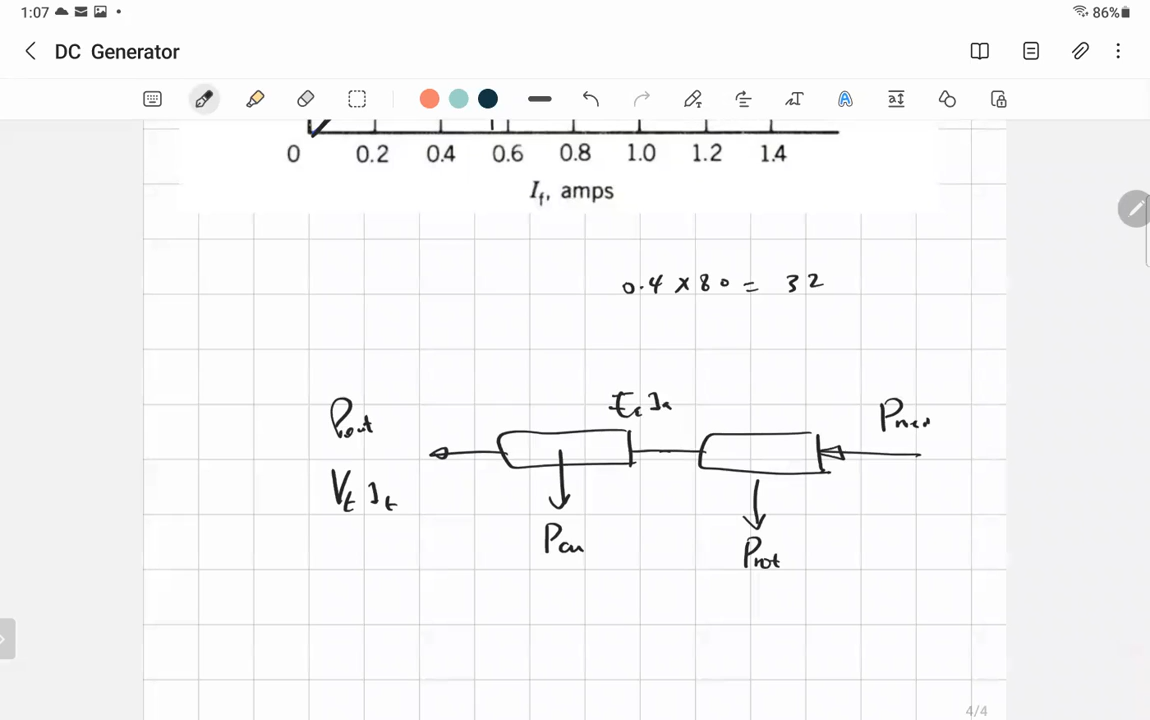 1:07
86%
DC Generator
0 0.2 0.4 0.6 0.8 1.0 1.2 1.4
If, amps
0.4 × 80 = 32
Pout
Ea Ia
Pmech
Vt It
Pcu
Prot
4/4